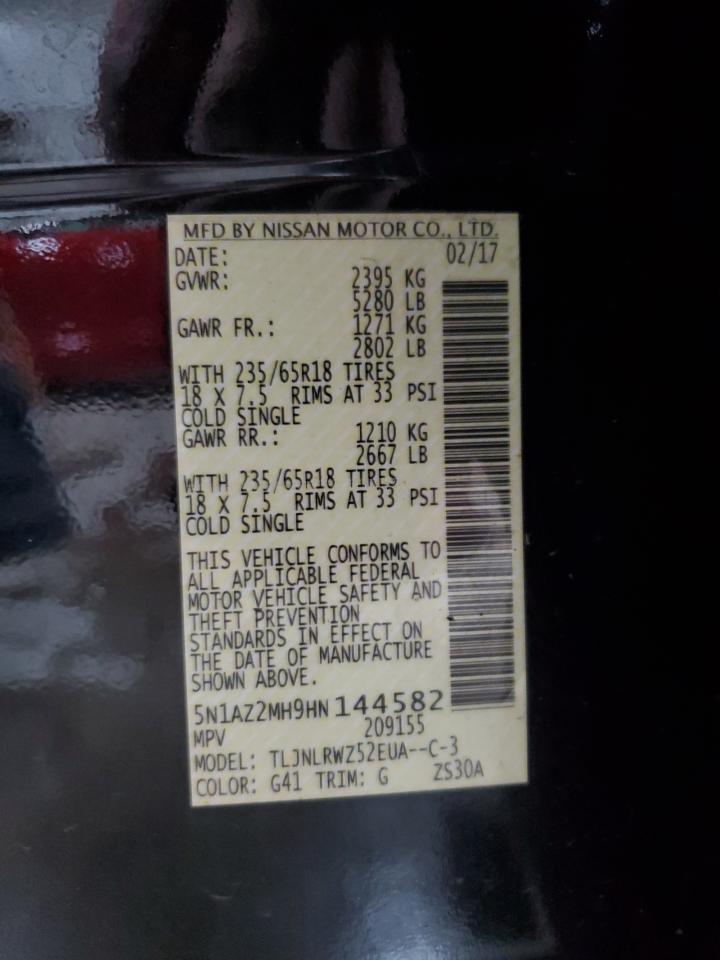 MFD BY NISSAN MOTOR CO., LTD.
DATE: 02/17
GVWR: 2395 KG
5280 LB
GAWR FR.: 1271 KG
2802 LB
WITH 235/65R18 TIRES
18 X 7.5 RIMS AT 33 PSI
COLD SINGLE
GAWR RR.: 1210 KG
2667 LB
WITH 235/65R18 TIRES
18 X 7.5 RIMS AT 33 PSI
COLD SINGLE
THIS VEHICLE CONFORMS TO
ALL APPLICABLE FEDERAL
MOTOR VEHICLE SAFETY AND
THEFT PREVENTION
STANDARDS IN EFFECT ON
THE DATE OF MANUFACTURE
SHOWN ABOVE.
5N1AZ2MH9HN 144582
MPV 209155
MODEL: TLJNLRWZ52EUA--C-3
COLOR: G41 TRIM: G ZS30A